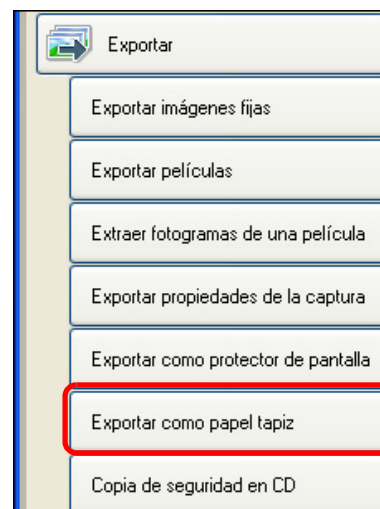 Exportar
Exportar imágenes fijas
Exportar películas
Extraer fotogramas de una película
Exportar propiedades de la captura
Exportar como protector de pantalla
Exportar como papel tapiz
Copia de seguridad en CD